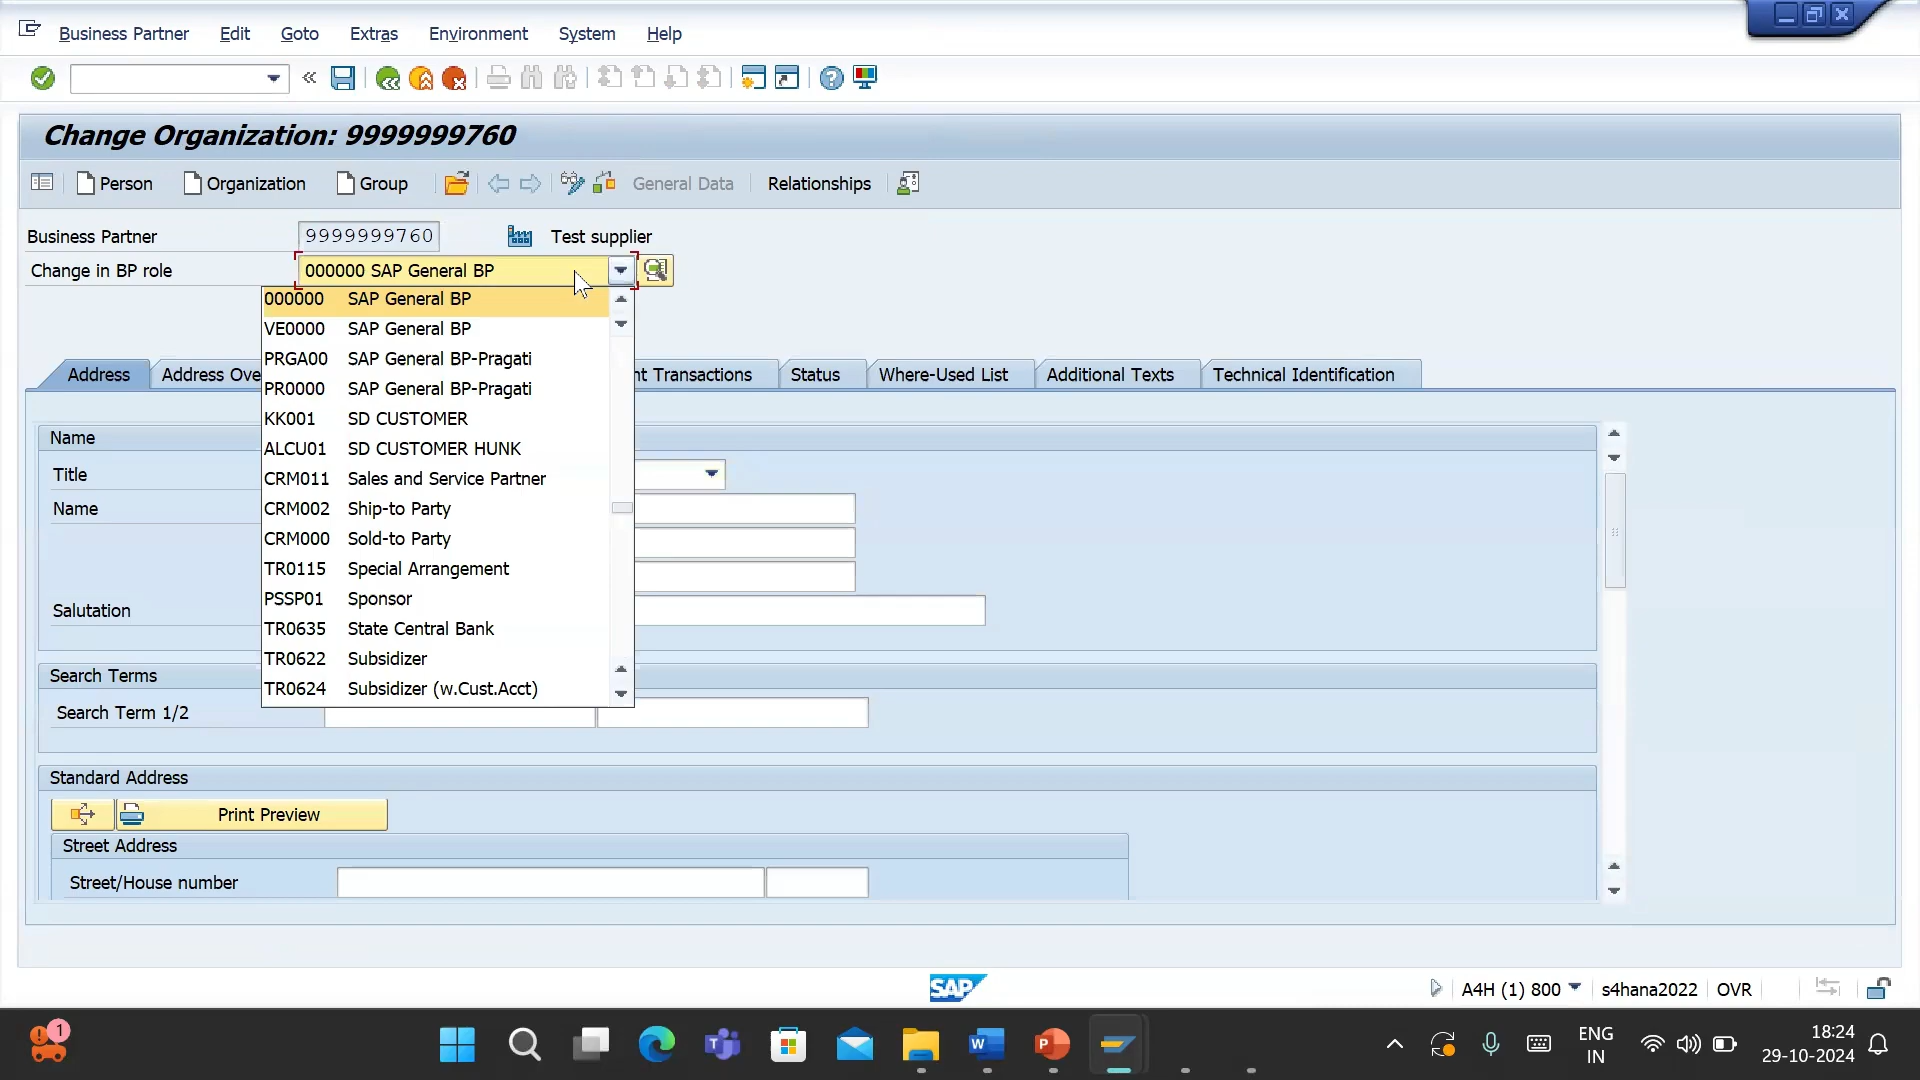 Business Partner Edit Goto Extras Environment System Help
Change Organization: 9999999760
Person Organization Group General Data Relationships
Business Partner 9999999760 Test supplier
Change in BP role 000000 SAP General BP
000000 SAP General BP
VE0000 SAP General BP
PRGA00 SAP General BP-Pragati
PR0000 SAP General BP-Pragati
KK001 SD CUSTOMER
ALCU01 SD CUSTOMER HUNK
CRM011 Sales and Service Partner
CRM002 Ship-to Party
CRM000 Sold-to Party
TR0115 Special Arrangement
PSSP01 Sponsor
TR0635 State Central Bank
TR0622 Subsidizer
TR0624 Subsidizer (w.Cust.Acct)
Address Address Ove nt Transactions Status Where-Used List Additional Texts Technical Identification
Name
Title
Name
Salutation
Search Terms
Search Term 1/2
Standard Address
Print Preview
Street Address
Street/House number
SAP A4H (1) 800 s4hana2022 OVR
1 ENG 18:24
IN 29-10-2024